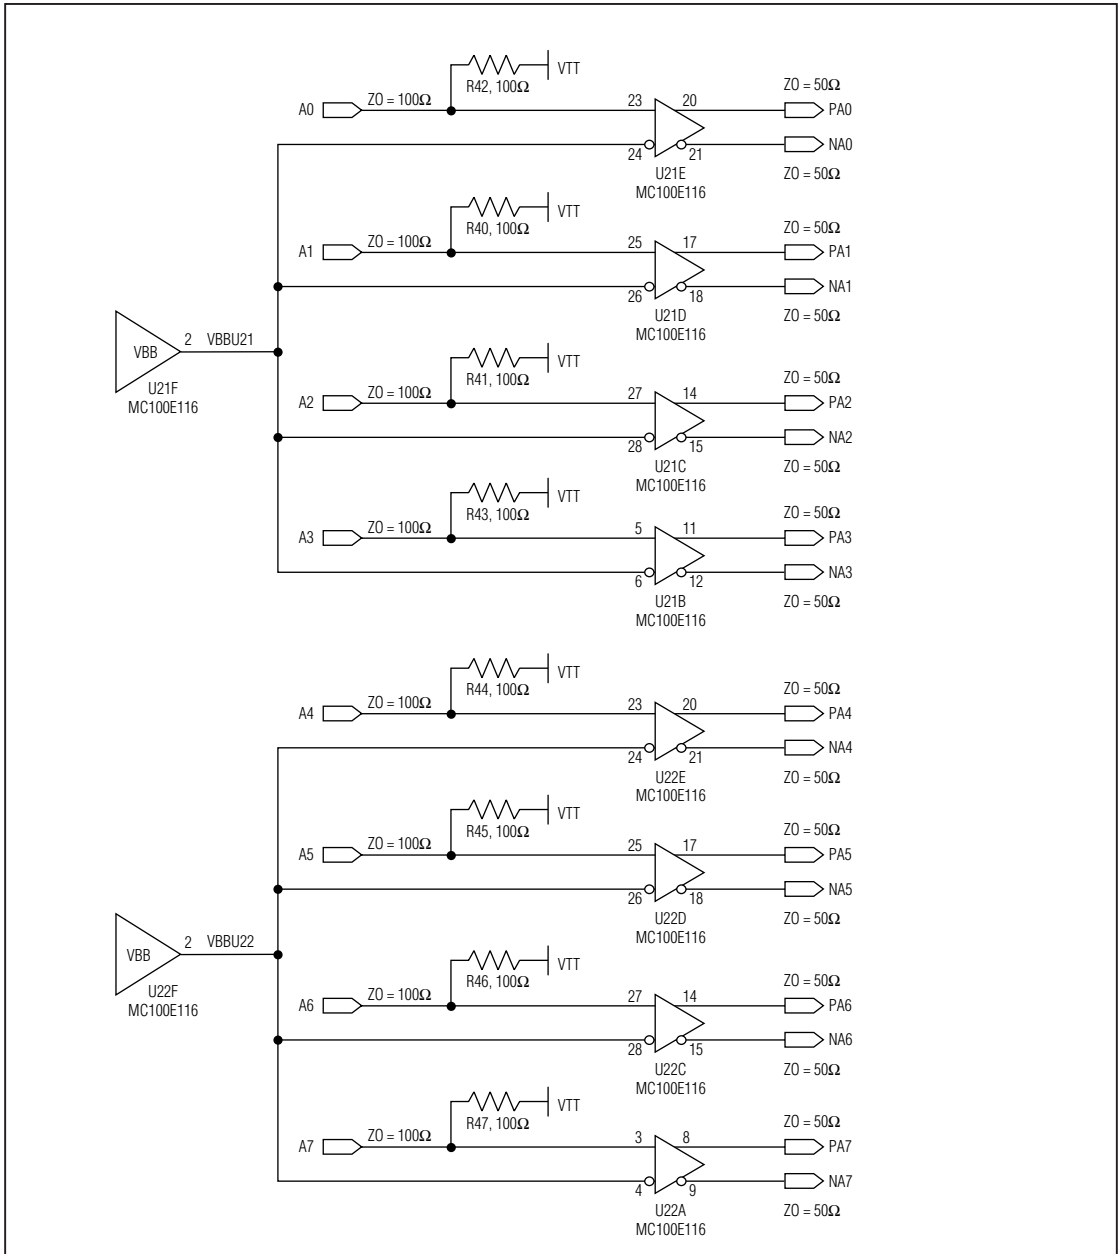 VTT
R42, 100Ω
A0 ZO = 100Ω 23 20 ZO = 50Ω PA0
24 21 NA0
U21E ZO = 50Ω
MC100E116
VTT
R40, 100Ω
A1 ZO = 100Ω 25 17 ZO = 50Ω PA1
26 18 NA1
U21D ZO = 50Ω
MC100E116
VBB 2 VBBU21
U21F
MC100E116
VTT
R41, 100Ω
A2 ZO = 100Ω 27 14 ZO = 50Ω PA2
28 15 NA2
U21C ZO = 50Ω
MC100E116
VTT
R43, 100Ω
A3 ZO = 100Ω 5 11 ZO = 50Ω PA3
6 12 NA3
U21B ZO = 50Ω
MC100E116
VTT
R44, 100Ω
A4 ZO = 100Ω 23 20 ZO = 50Ω PA4
24 21 NA4
U22E ZO = 50Ω
MC100E116
VTT
R45, 100Ω
A5 ZO = 100Ω 25 17 ZO = 50Ω PA5
26 18 NA5
U22D ZO = 50Ω
MC100E116
VBB 2 VBBU22
U22F
MC100E116
VTT
R46, 100Ω
A6 ZO = 100Ω 27 14 ZO = 50Ω PA6
28 15 NA6
U22C ZO = 50Ω
MC100E116
VTT
R47, 100Ω
A7 ZO = 100Ω 3 8 ZO = 50Ω PA7
4 9 NA7
U22A ZO = 50Ω
MC100E116